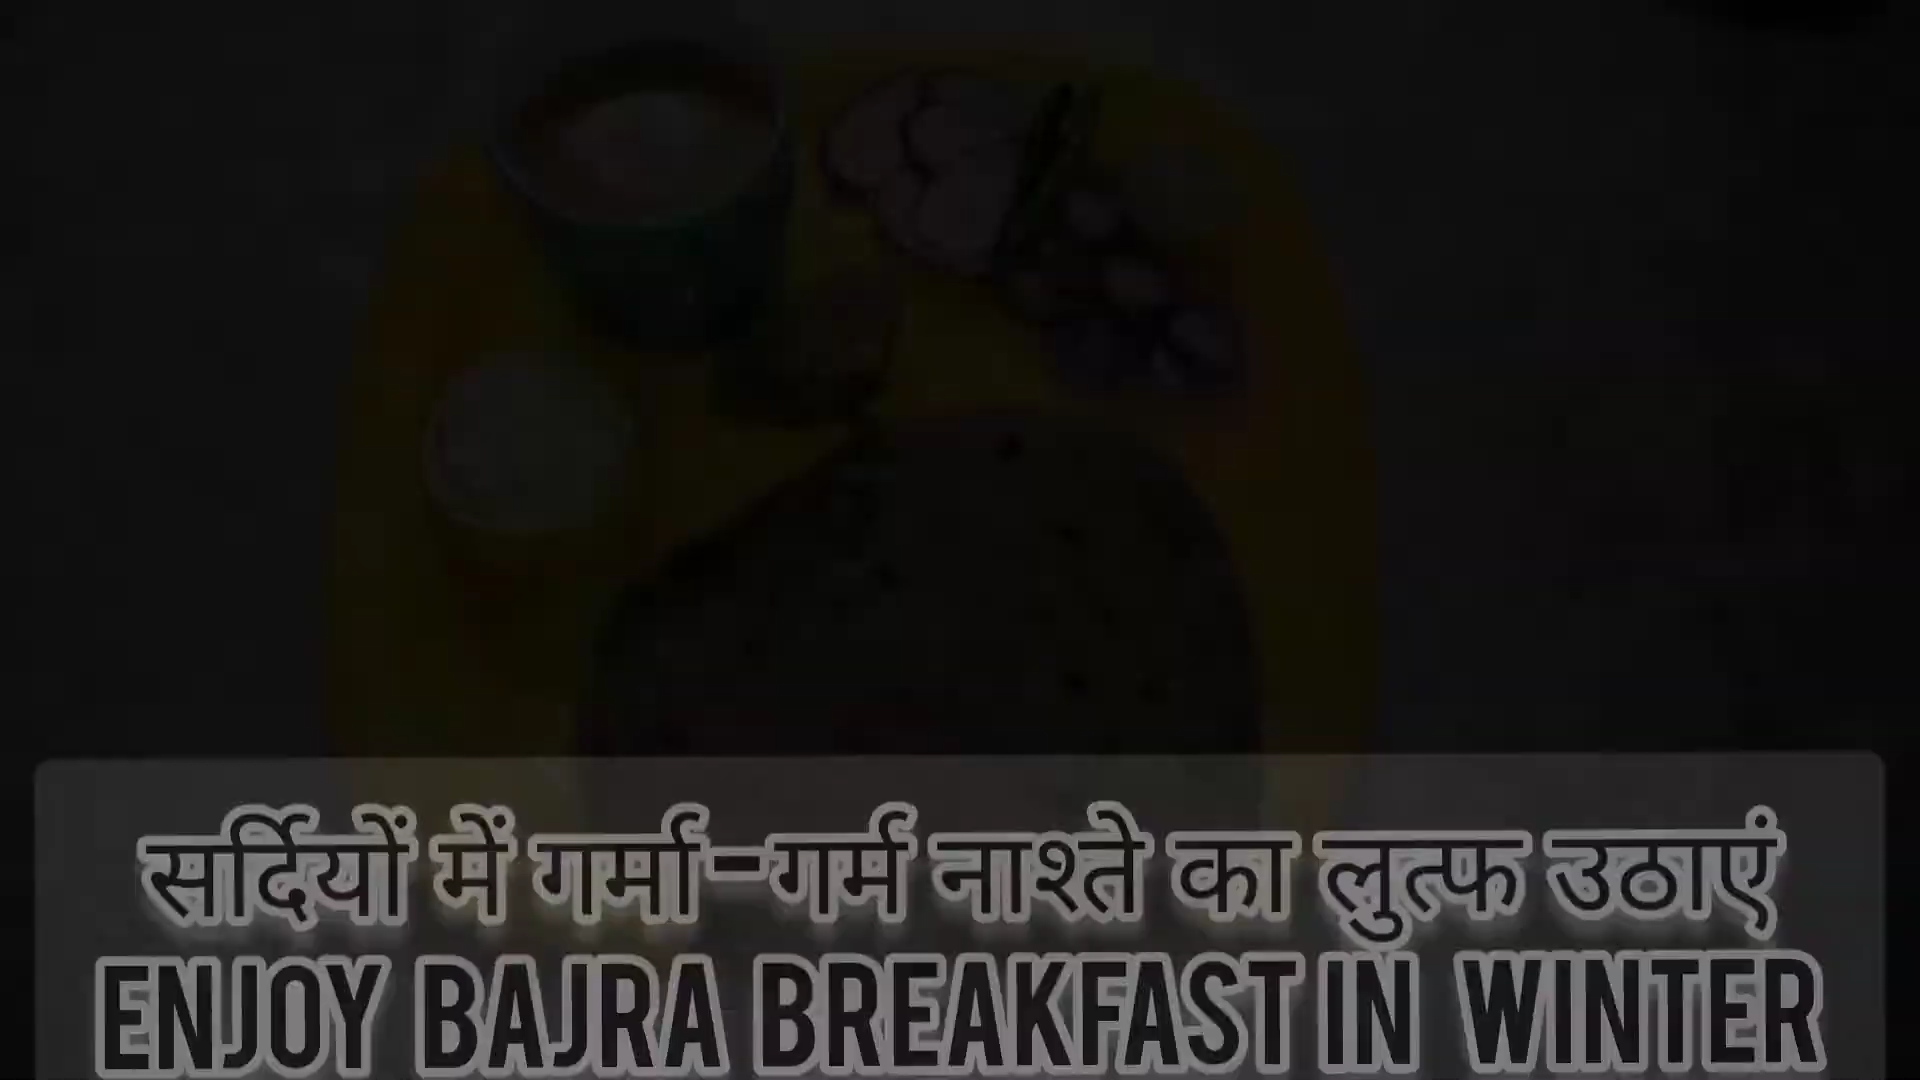 सर्दियों में गर्मा-गर्म नाश्ते का लुत्फ उठाएं
ENJOY BAJRA BREAKFAST IN WINTER